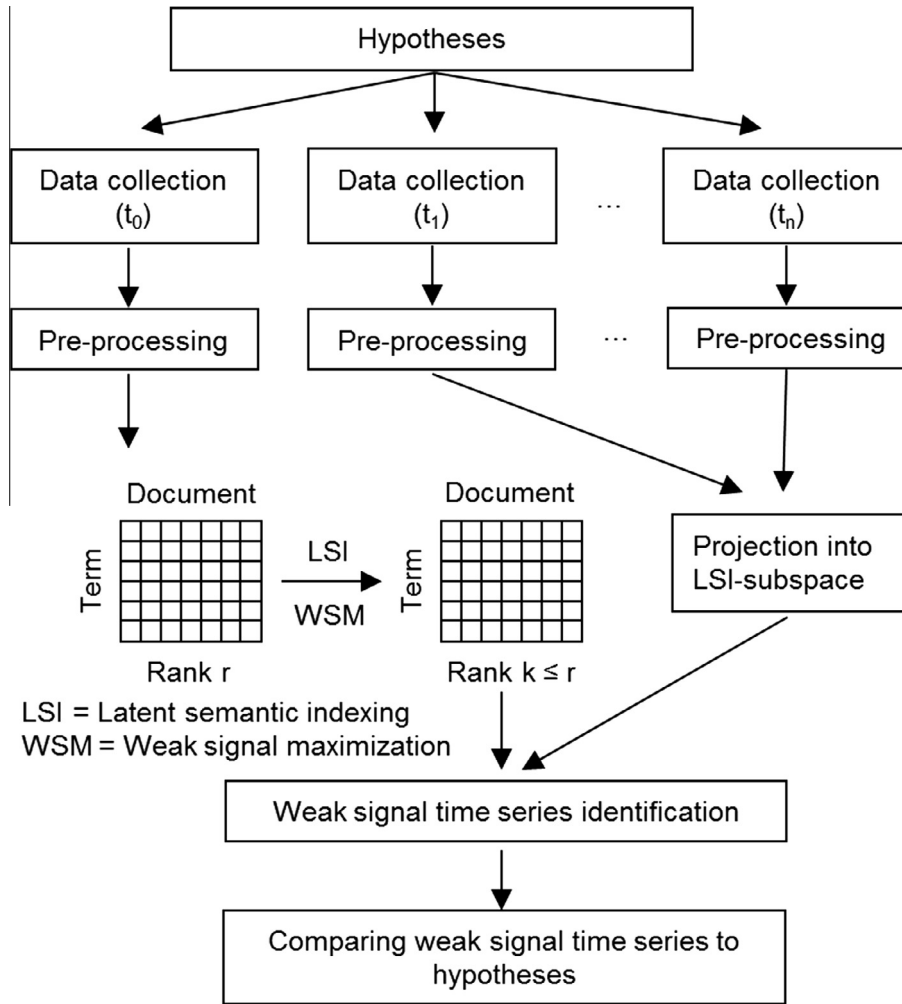 Hypotheses
Data collection
(t₀)
Data collection
(t₁)
...
Data collection
(tₙ)
Pre-processing
Pre-processing
...
Pre-processing
Document
Term
Rank r
LSI
WSM
Document
Term
Rank k ≤ r
Projection into
LSI-subspace
LSI = Latent semantic indexing
WSM = Weak signal maximization
Weak signal time series identification
Comparing weak signal time series to
hypotheses